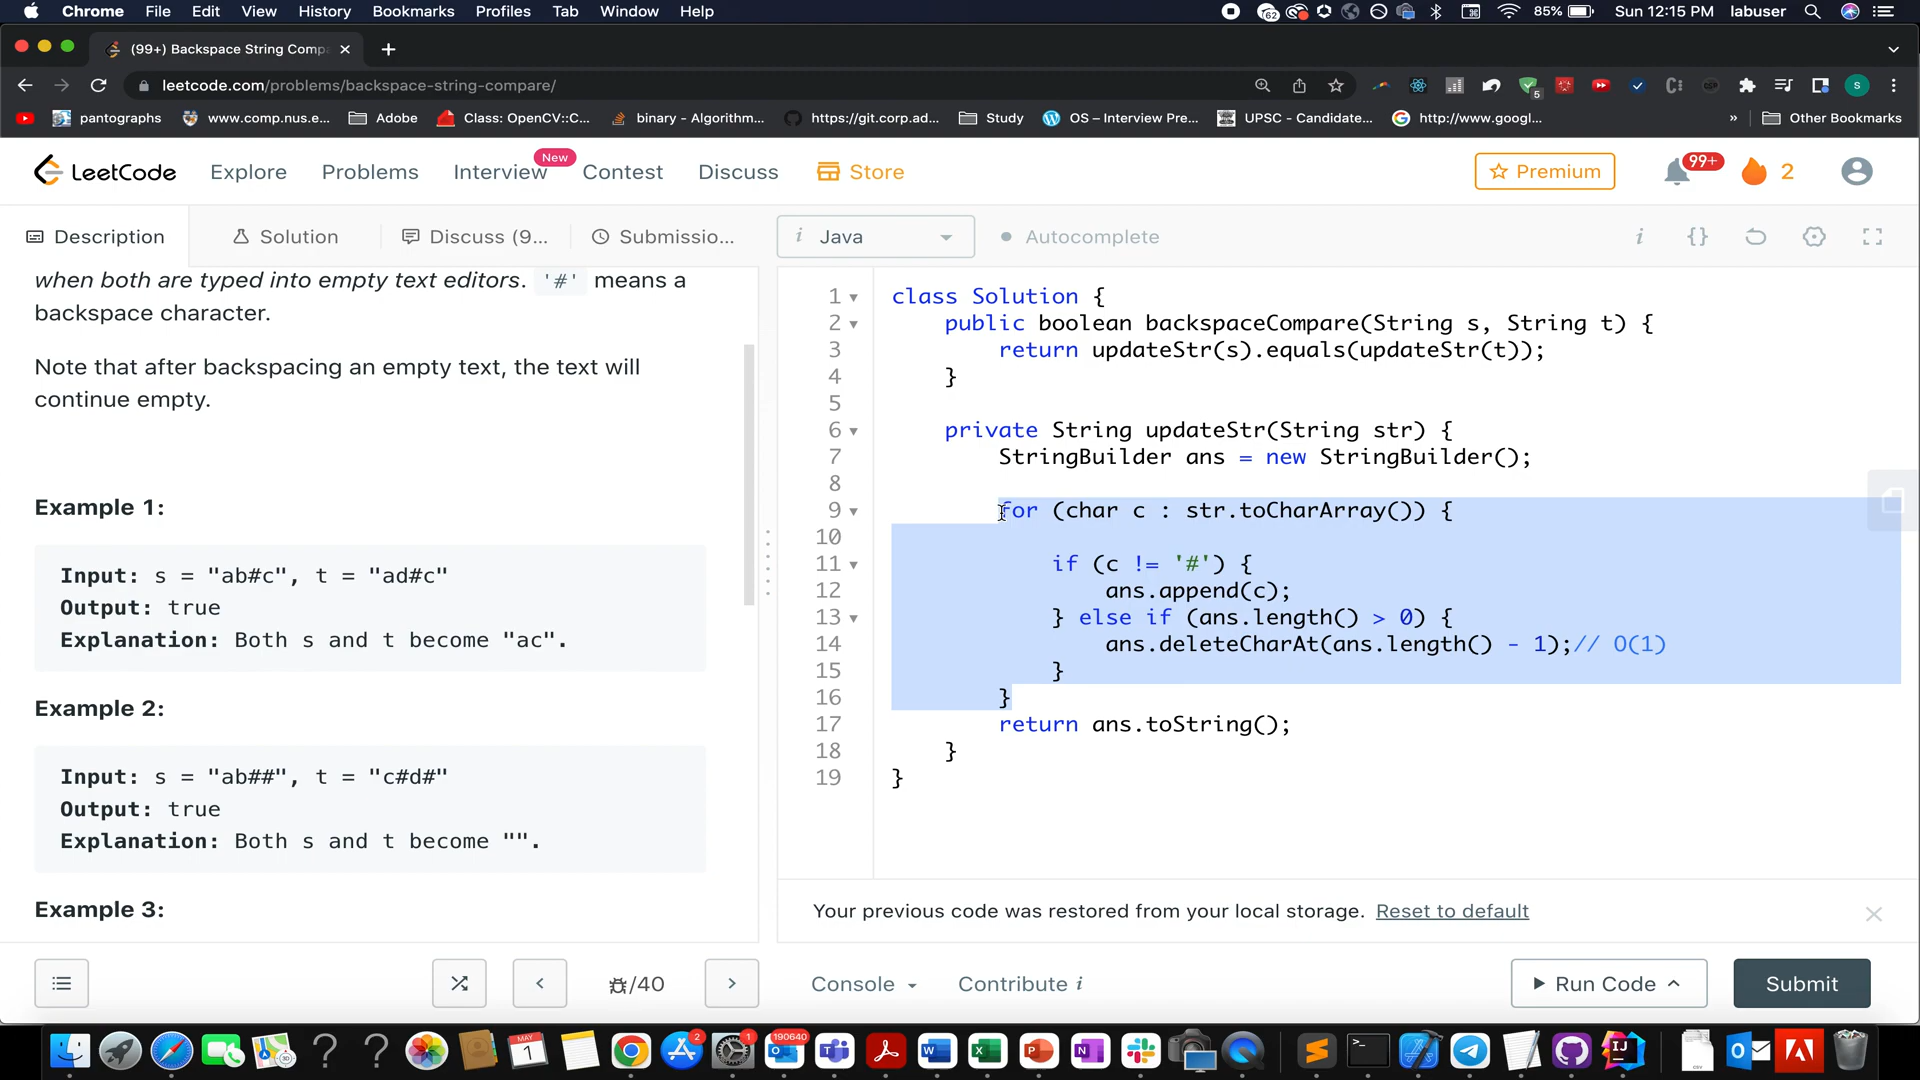 Chrome File Edit View History Bookmarks Profiles Tab Window Help
62 85% Sun 12:15 PM labuser
(99+) Backspace String Comp
leetcode.com/problems/backspace-string-compare/
5 S
pantographs www.comp.nus.e... Adobe Class: OpenCV::C... binary - Algorithm... https://git.corp.ad... Study OS – Interview Pre... UPSC - Candidate... http://www.googl... » Other Bookmarks
LeetCode Explore Problems Interview New Contest Discuss Store Premium 99+ 2
Description Solution Discuss (9... Submissio...
i Java Autocomplete i {}
when both are typed into empty text editors. '#' means a
backspace character.
Note that after backspacing an empty text, the text will
continue empty.
Example 1:
Input: s = "ab#c", t = "ad#c"
Output: true
Explanation: Both s and t become "ac".
Example 2:
Input: s = "ab##", t = "c#d#"
Output: true
Explanation: Both s and t become "".
Example 3:
1 class Solution {
2 public boolean backspaceCompare(String s, String t) {
3 return updateStr(s).equals(updateStr(t));
4 }
5
6 private String updateStr(String str) {
7 StringBuilder ans = new StringBuilder();
8
9 for (char c : str.toCharArray()) {
10
11 if (c != '#') {
12 ans.append(c);
13 } else if (ans.length() > 0) {
14 ans.deleteCharAt(ans.length() - 1);// O(1)
15 }
16 }
17 return ans.toString();
18 }
19 }
Your previous code was restored from your local storage. Reset to default
/40
Console Contribute i Run Code Submit
MAY 1 2 1 190640